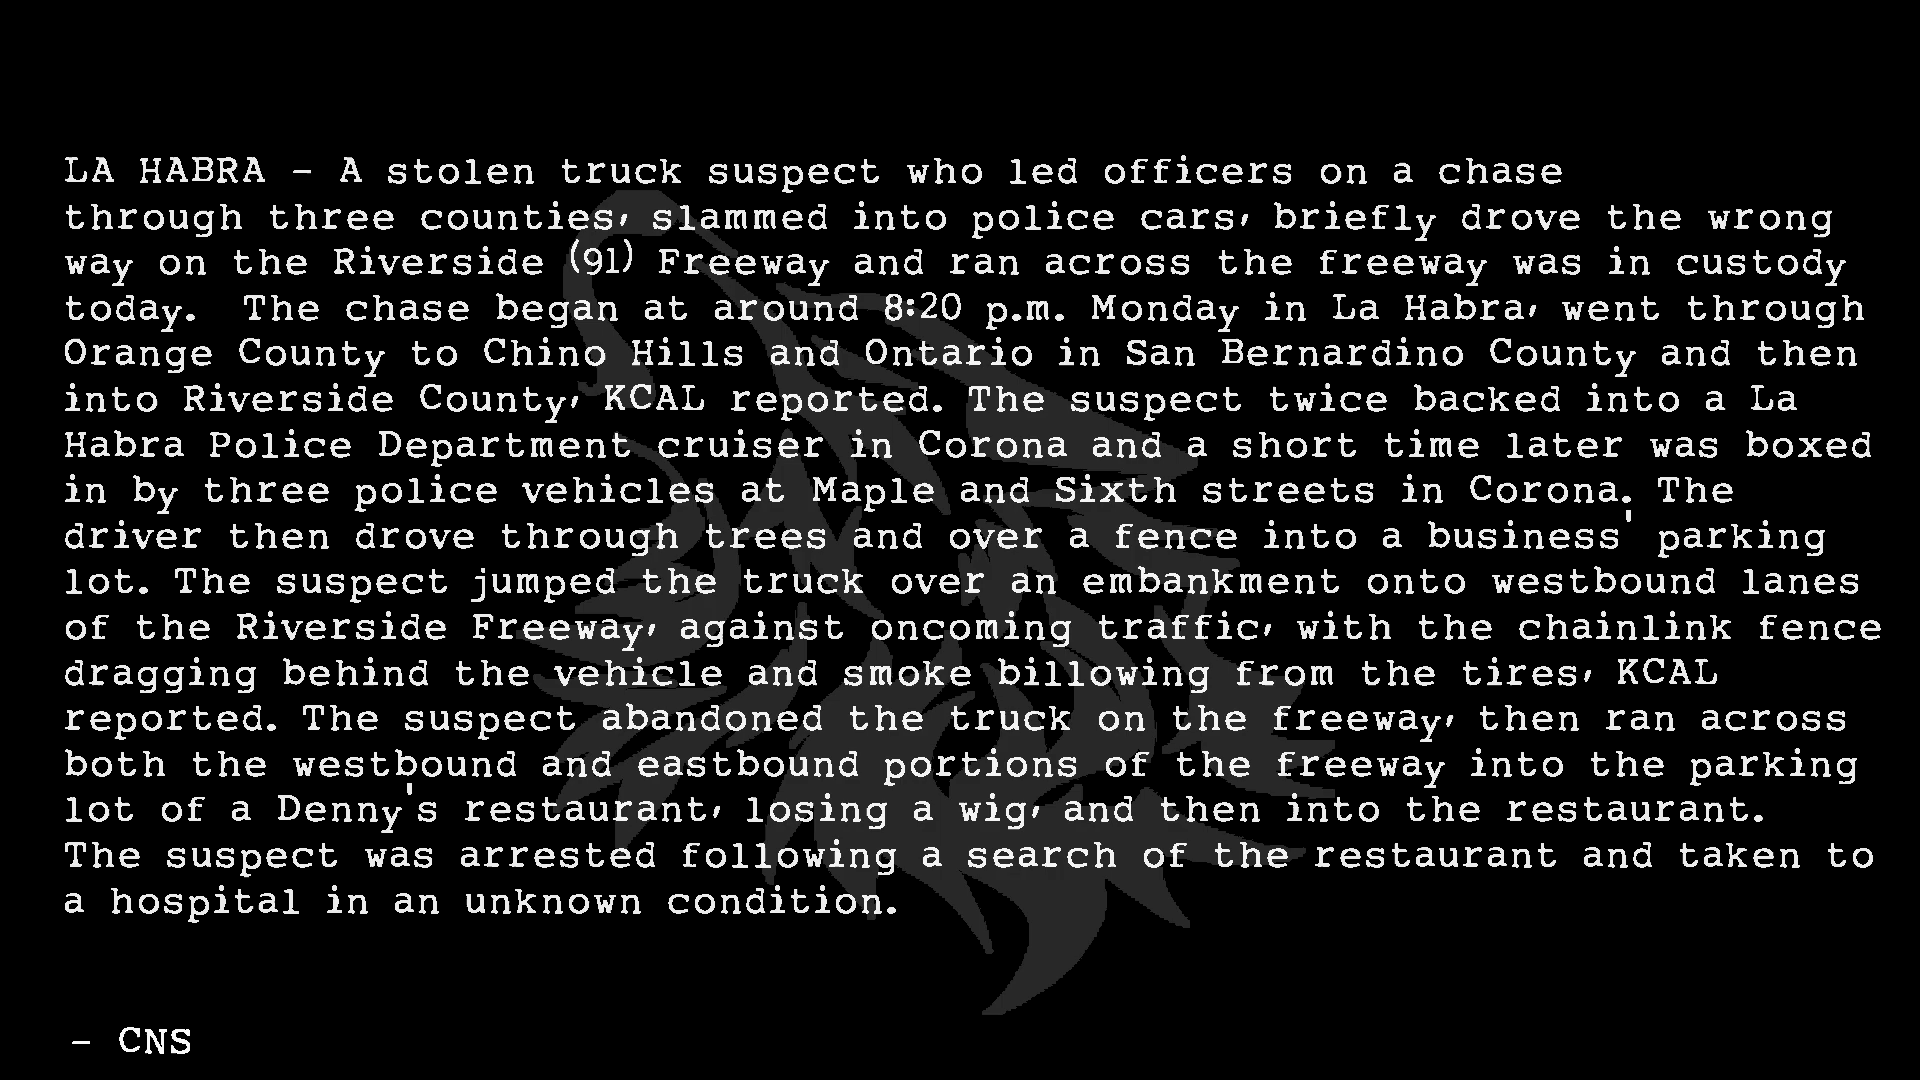 LA HABRA – A stolen truck suspect who led officers on a chase
through three counties, slammed into police cars, briefly drove the wrong
way on the Riverside (91) Freeway and ran across the freeway was in custody
today.  The chase began at around 8:20 p.m. Monday in La Habra, went through
Orange County to Chino Hills and Ontario in San Bernardino County and then
into Riverside County, KCAL reported. The suspect twice backed into a La
Habra Police Department cruiser in Corona and a short time later was boxed
in by three police vehicles at Maple and Sixth streets in Corona. The
driver then drove through trees and over a fence into a business' parking
lot. The suspect jumped the truck over an embankment onto westbound lanes
of the Riverside Freeway, against oncoming traffic, with the chainlink fence
dragging behind the vehicle and smoke billowing from the tires, KCAL
reported. The suspect abandoned the truck on the freeway, then ran across
both the westbound and eastbound portions of the freeway into the parking
lot of a Denny's restaurant, losing a wig, and then into the restaurant.
The suspect was arrested following a search of the restaurant and taken to
a hospital in an unknown condition.
– CNS